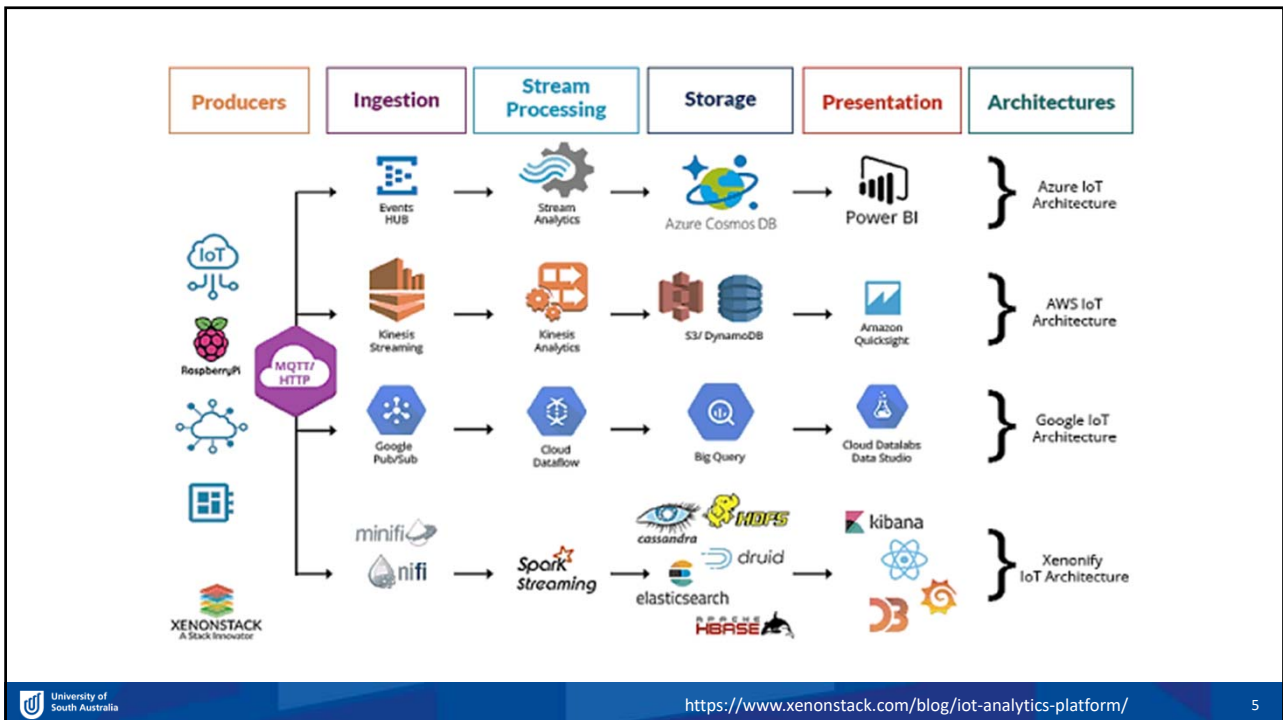 Producers
Ingestion
Stream
Processing
Storage
Presentation
Architectures
Events
HUB
Stream
Analytics
Azure Cosmos DB
Power BI
Azure IoT
Architecture
IoT
RaspberryPi
MQTT/
HTTP
Kinesis
Streaming
Kinesis
Analytics
S3/ DynamoDB
Amazon
Quicksight
AWS IoT
Architecture
Google
Pub/Sub
Cloud
Dataflow
Big Query
Cloud Datalabs
Data Studio
Google IoT
Architecture
minifi
nifi
Spark
Streaming
cassandra
HDFS
druid
elasticsearch
APACHE
HBASE
kibana
D3
Xenonify
IoT Architecture
XENONSTACK
A Stack Innovator
University of
South Australia
https://www.xenonstack.com/blog/iot-analytics-platform/
5